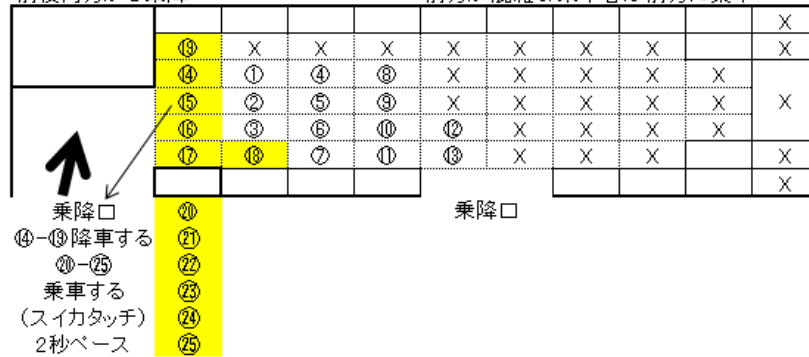 X
⑲ X X X X X X X X
⑭ ① ④ ⑧ X X X X X
⑮ ② ⑤ ⑨ X X X X X X
⑯ ③ ⑥ ⑩ ⑫ X X X X
⑰ ⑱ ⑦ ⑪ ⑬ X X X X
X
乗降口 ⑳ 乗降口
⑭-⑲降車する ㉑
⑳-㉕ ㉒
乗車する ㉓
(スイカタッチ) ㉔
2秒ペース ㉕